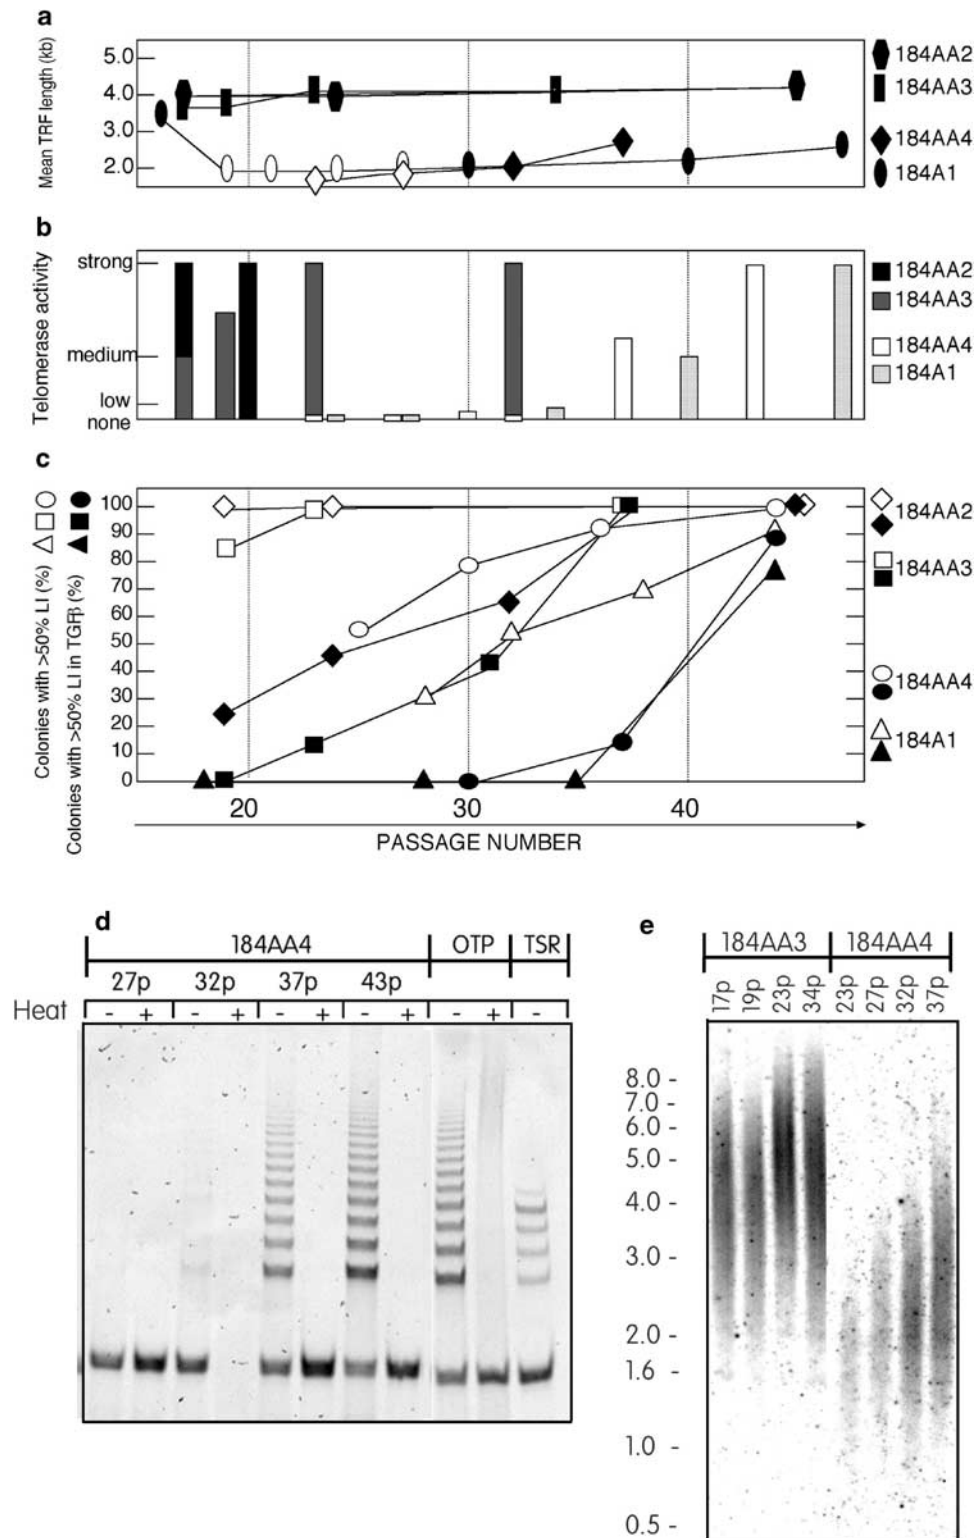 a
Mean TRF length (kb)
5.0
4.0
3.0
2.0
184AA2
184AA3
184AA4
184A1
b
Telomerase activity
strong
medium
low
none
184AA2
184AA3
184AA4
184A1
c
Colonies with >50% LI (%)
Colonies with >50% LI in TGFβ (%)
100
90
80
70
60
50
40
30
20
10
0
184AA2
184AA3
184AA4
184A1
20 30 40
PASSAGE NUMBER
d
184AA4 OTP TSR
27p 32p 37p 43p
Heat - + - + - + - + - + -
e
184AA3 184AA4
17p 19p 23p 34p 23p 27p 32p 37p
8.0 -
7.0 -
6.0 -
5.0 -
4.0 -
3.0 -
2.0 -
1.6 -
1.0 -
0.5 -